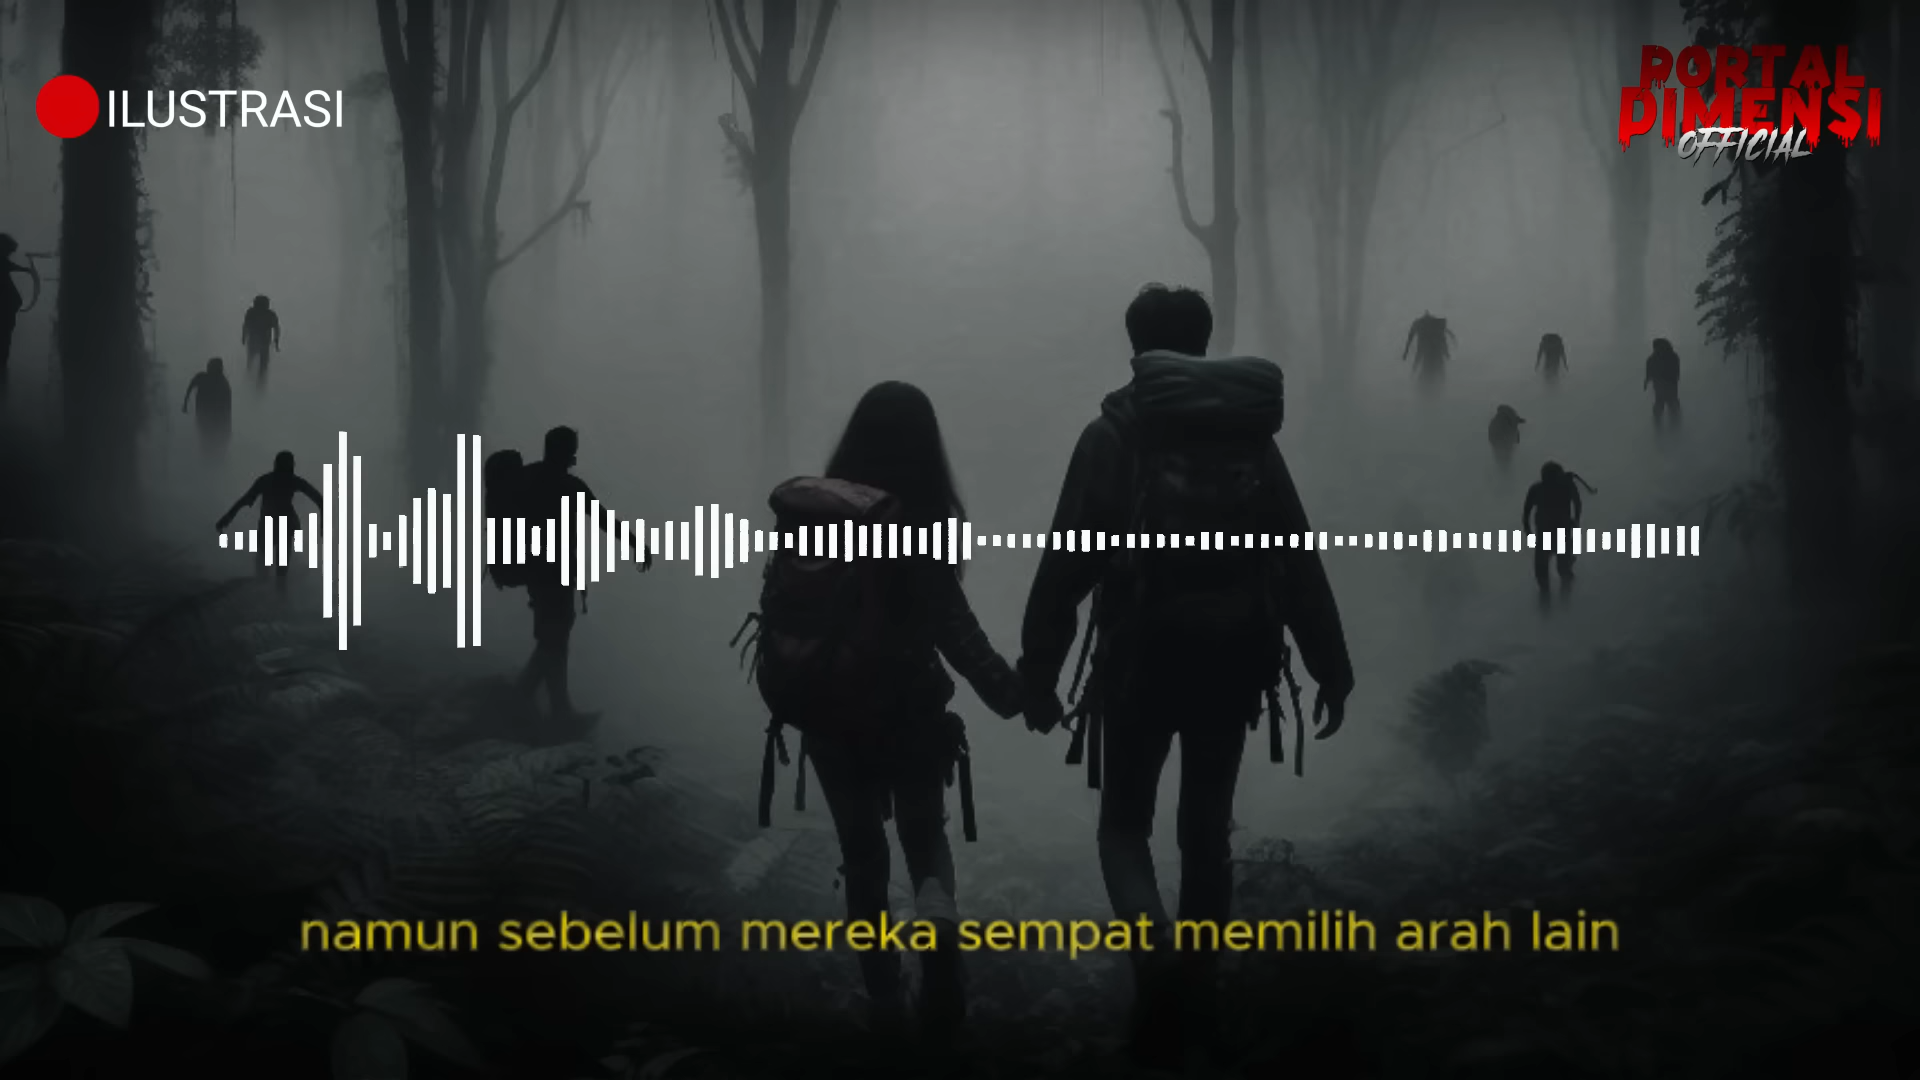 ILUSTRASI
PORTAL
DIMENSI
OFFICIAL
namun sebelum mereka sempat memilih arah lain